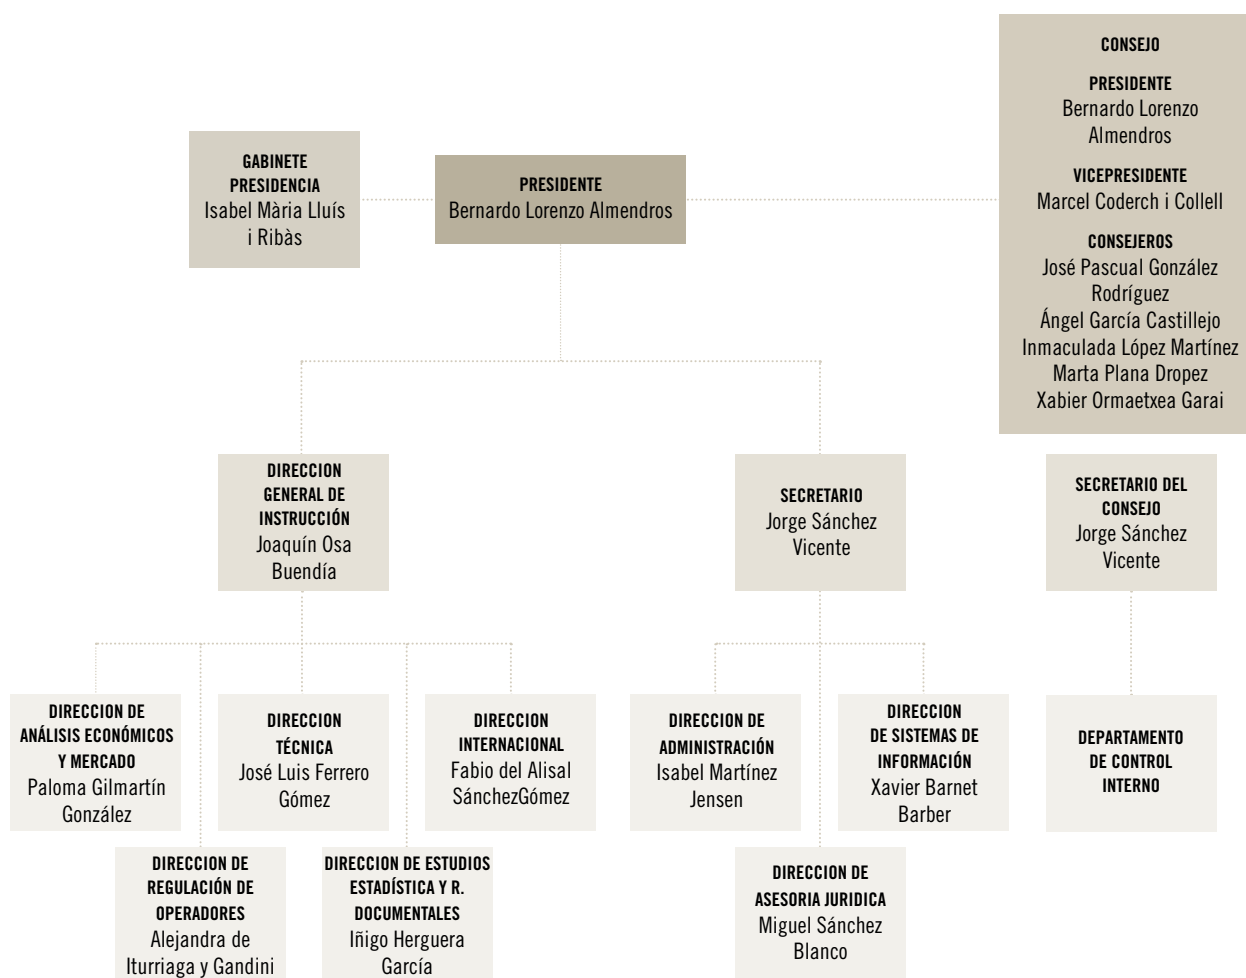 CONSEJO
PRESIDENTE
Bernardo Lorenzo
Almendros
VICEPRESIDENTE
Marcel Coderch i Collell
CONSEJEROS
José Pascual González
Rodríguez
Ángel García Castillejo
Inmaculada López Martínez
Marta Plana Dropez
Xabier Ormaetxea Garai
GABINETE
PRESIDENCIA
Isabel Mària Lluís
i Ribàs
PRESIDENTE
Bernardo Lorenzo Almendros
DIRECCION
GENERAL DE
INSTRUCCIÓN
Joaquín Osa
Buendía
SECRETARIO
Jorge Sánchez
Vicente
SECRETARIO DEL
CONSEJO
Jorge Sánchez
Vicente
DIRECCION DE
ANÁLISIS ECONÓMICOS
Y MERCADO
Paloma Gilmartín
González
DIRECCION
TÉCNICA
José Luis Ferrero
Gómez
DIRECCION
INTERNACIONAL
Fabio del Alisal
SánchezGómez
DIRECCION DE
ADMINISTRACIÓN
Isabel Martínez
Jensen
DIRECCION
DE SISTEMAS DE
INFORMACIÓN
Xavier Barnet
Barber
DEPARTAMENTO
DE CONTROL
INTERNO
DIRECCION DE
REGULACIÓN DE
OPERADORES
Alejandra de
Iturriaga y Gandini
DIRECCION DE ESTUDIOS
ESTADÍSTICA Y R.
DOCUMENTALES
Iñigo Herguera
García
DIRECCION DE
ASESORIA JURIDICA
Miguel Sánchez
Blanco